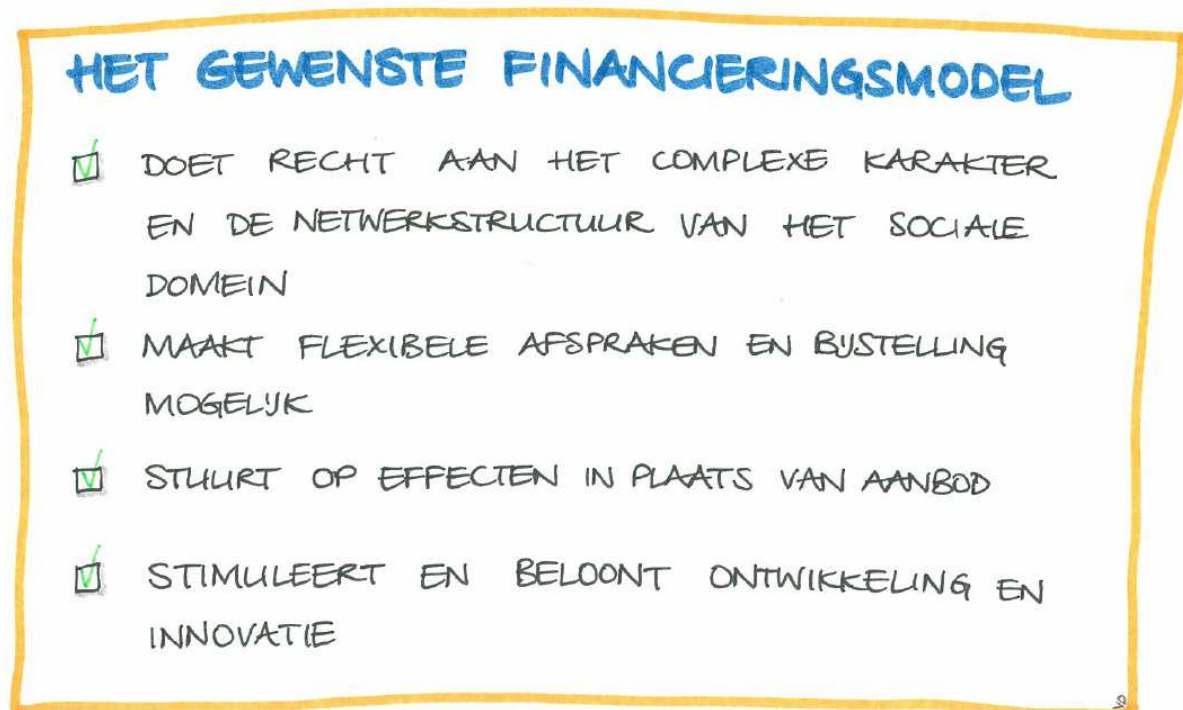 HET GEWENSTE FINANCIERINGSMODEL
DOET RECHT AAN HET COMPLEXE KARAKTER
EN DE NETWERKSTRUCTUUR VAN HET SOCIALE
DOMEIN
MAAKT FLEXIBELE AFSPRAKEN EN BIJSTELLING
MOGELIJK
STUURT OP EFFECTEN IN PLAATS VAN AANBOD
STIMULEERT EN BELOONT ONTWIKKELING EN
INNOVATIE